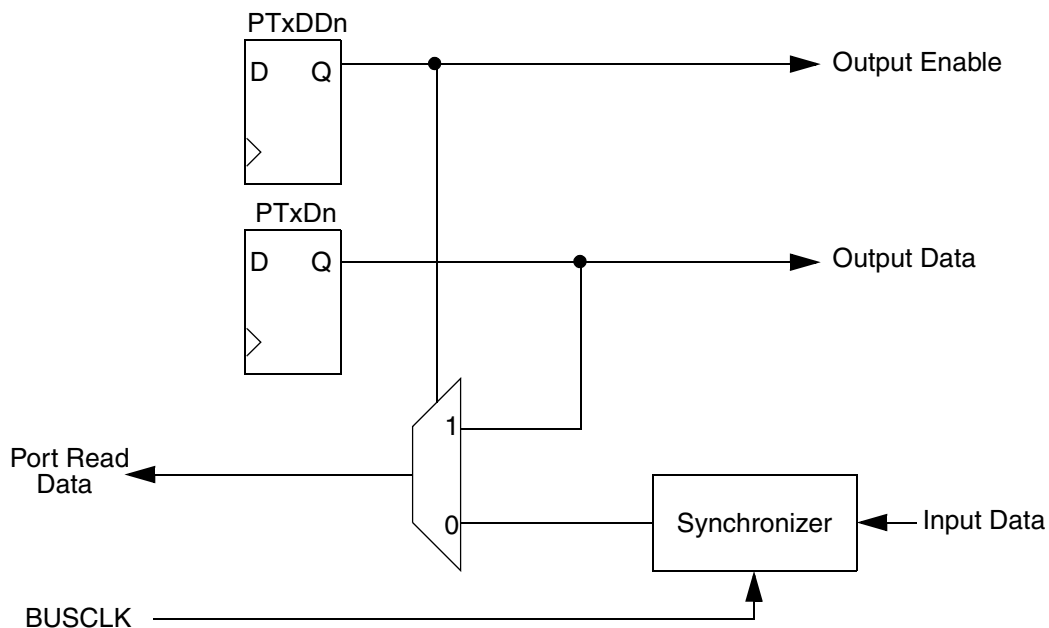 PTxDDn
D Q
Output Enable
PTxDn
D Q
Output Data
1
Port Read
Data
0
Synchronizer
Input Data
BUSCLK